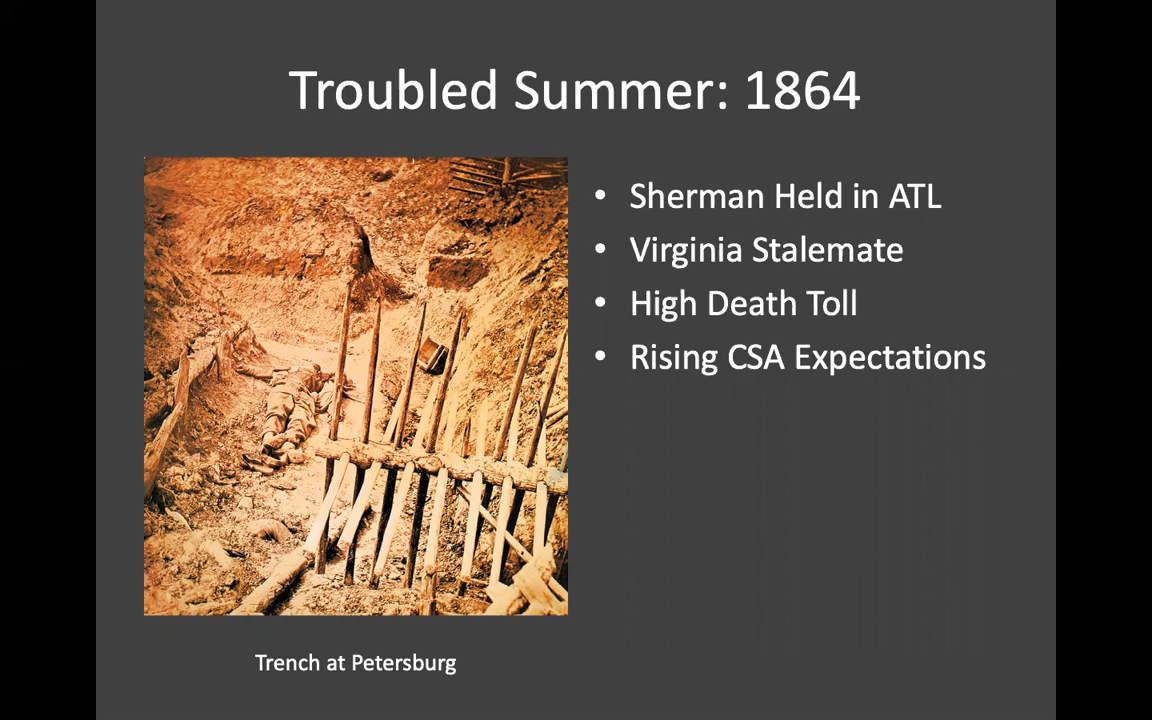 Troubled Summer: 1864
• Sherman Held in ATL
• Virginia Stalemate
• High Death Toll
• Rising CSA Expectations
Trench at Petersburg